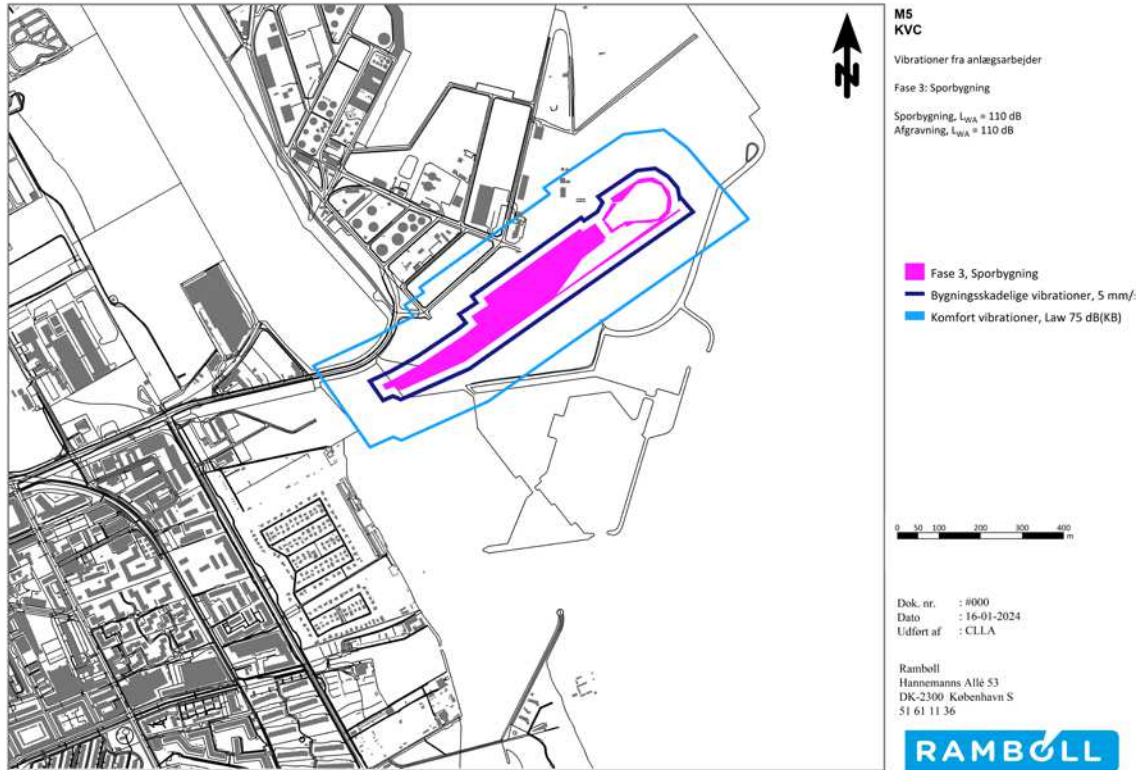 M5
KVC
Vibrationer fra anlægsarbejder
Fase 3: Sporbygning
Sporbygning, LWA = 110 dB
Afgravning, LWA = 110 dB
N
Fase 3, Sporbygning
Bygningsskadelige vibrationer, 5 mm/
Komfort vibrationer, Law 75 dB(KB)
0 50 100 200 300 400
m
Dok. nr. : #000
Dato : 16-01-2024
Udført af : CLLA
Rambøll
Hannemanns Allé 53
DK-2300 København S
51 61 11 36
RAMBOLL